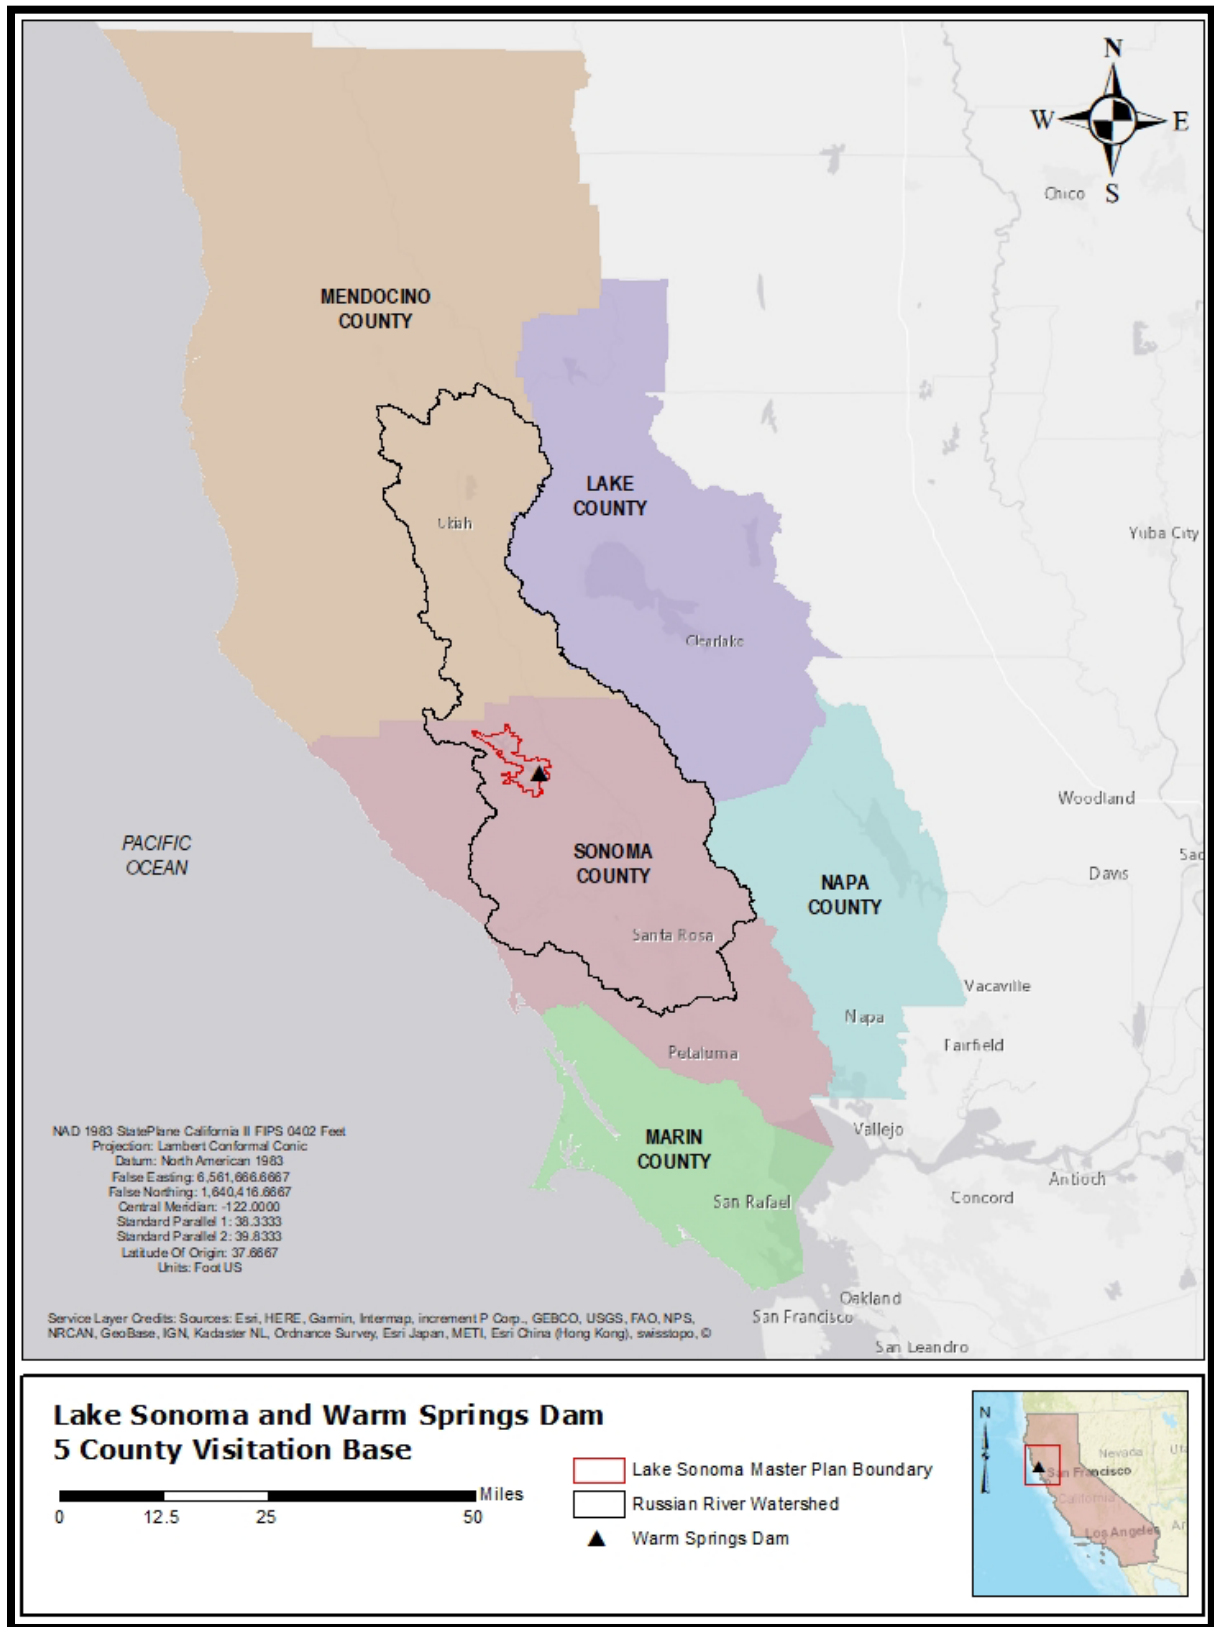 N
W E
S
Chico
MENDOCINO
COUNTY
LAKE
COUNTY
Ukiah
Yuba City
Clearlake
Woodland
PACIFIC
OCEAN
SONOMA
COUNTY
Sac
Davis
NAPA
COUNTY
Santa Rosa
Vacaville
Napa
Fairfield
Petaluma
NAD 1983 StatePlane California II FIPS 0402 Feet
Projection: Lambert Conformal Conic
Datum: North American 1983
False Easting: 6,561,666.6667
False Northing: 1,640,416.6667
Central Meridian: -122.0000
Standard Parallel 1: 38.3333
Standard Parallel 2: 39.8333
Latitude Of Origin: 37.6667
Units: Foot US
MARIN
COUNTY
Vallejo
Antioch
Concord
San Rafael
Oakland
San Francisco
San Leandro
Service Layer Credits: Sources: Esri, HERE, Garmin, Intermap, increment P Corp., GEBCO, USGS, FAO, NPS,
NRCAN, GeoBase, IGN, Kadaster NL, Ordnance Survey, Esri Japan, METI, Esri China (Hong Kong), swisstopo, ©
Lake Sonoma and Warm Springs Dam
5 County Visitation Base
Miles
0 12.5 25 50
Lake Sonoma Master Plan Boundary
Russian River Watershed
Warm Springs Dam
N
Nevada
Ut
San Francisco
California
Los Angeles
Ar